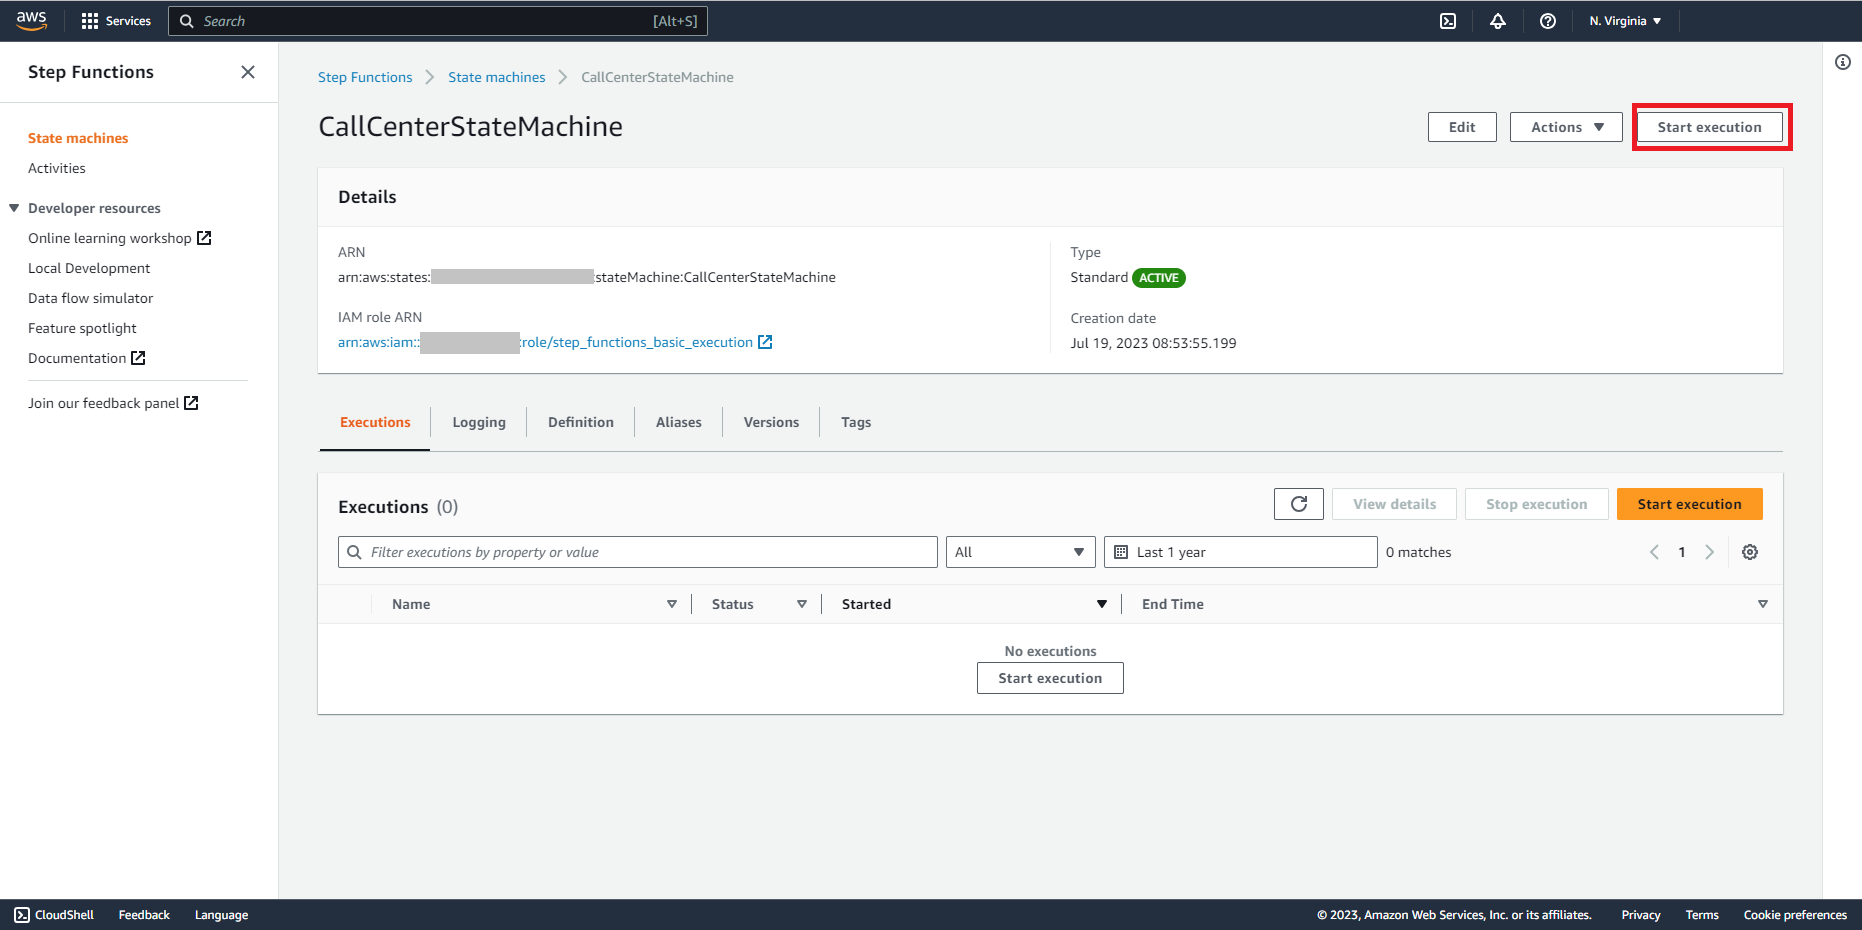 aws Services Search [Alt+S] N. Virginia
Step Functions
State machines
Activities
Developer resources
Online learning workshop
Local Development
Data flow simulator
Feature spotlight
Documentation
Join our feedback panel
Step Functions State machines CallCenterStateMachine
CallCenterStateMachine
Edit Actions Start execution
Details
ARN
arn:aws:states: :stateMachine:CallCenterStateMachine
IAM role ARN
arn:aws:iam:: :role/step_functions_basic_execution
Type
Standard ACTIVE
Creation date
Jul 19, 2023 08:53:55.199
Executions Logging Definition Aliases Versions Tags
Executions (0) View details Stop execution Start execution
Filter executions by property or value All Last 1 year 0 matches 1
Name Status Started End Time
No executions
Start execution
CloudShell Feedback Language © 2023, Amazon Web Services, Inc. or its affiliates. Privacy Terms Cookie preferences